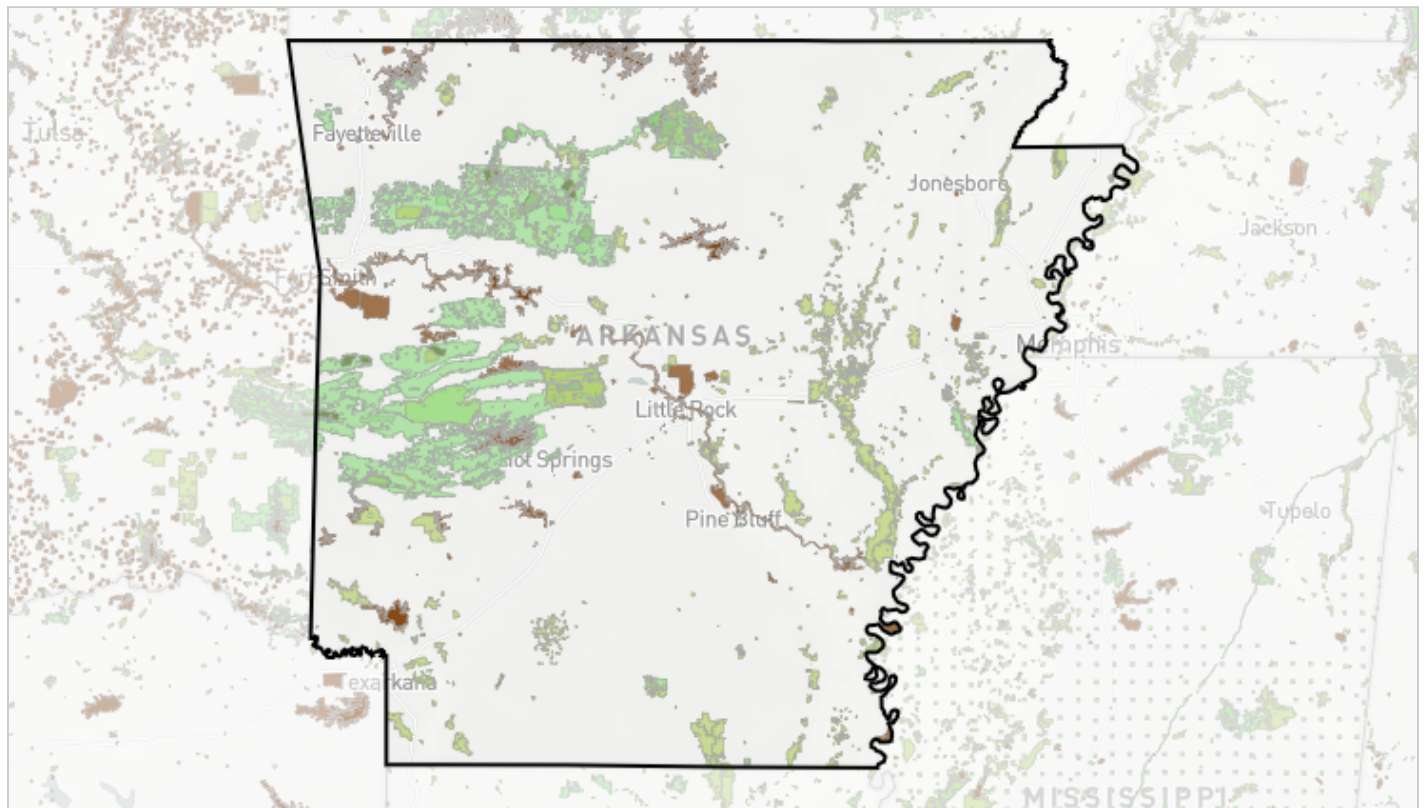 Tulsa
Fayetteville
Jonesboro
Jackson
Fort Smith
ARKANSAS
Memphis
Little Rock
Hot Springs
Pine Bluff
Tupelo
Texarkana
MISSISSIPPI